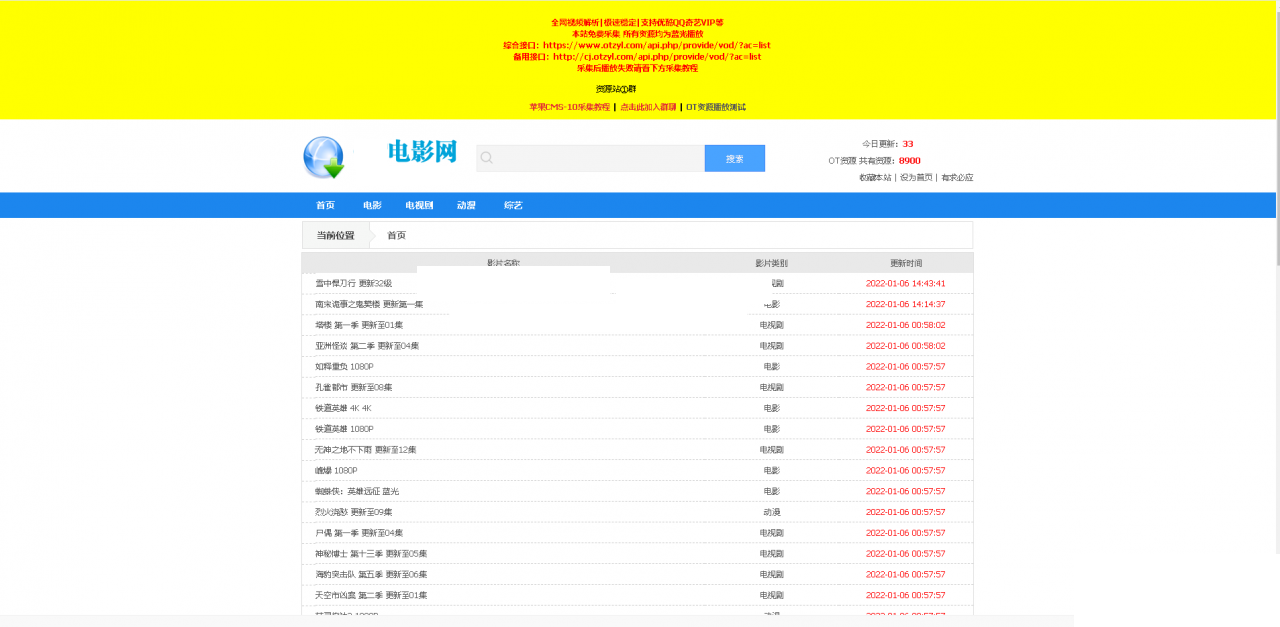 全网视频解析|极速稳定|支持优酷QQ奇艺VIP等
本站免费采集 所有资源均为蓝光播放
综合接口：https://www.otzyl.com/api.php/provide/vod/?ac=list
备用接口：http://cj.otzyl.com/api.php/provide/vod/?ac=list
采集后播放失败请看下方采集教程
资源站①群
苹果CMS-10采集教程 | 点击此加入群聊 | OT资源播放测试
电影网
搜索
今日更新：33
OT资源 共有资源：8900
收藏本站 | 设为首页 | 有求必应
首页 电影 电视剧 动漫 综艺
当前位置 首页
影片名称 影片类别 更新时间
雪中悍刀行 更新32级 剧 2022-01-06 14:43:41
南宋诡事之鬼樊楼 更新第一集 电影 2022-01-06 14:14:37
塔楼 第一季 更新至01集 电视剧 2022-01-06 00:58:02
亚洲怪谈 第二季 更新至04集 电视剧 2022-01-06 00:58:02
如释重负 1080P 电影 2022-01-06 00:57:57
孔雀都市 更新至08集 电视剧 2022-01-06 00:57:57
铁道英雄 4K 4K 电影 2022-01-06 00:57:57
铁道英雄 1080P 电影 2022-01-06 00:57:57
无神之地不下雨 更新至12集 电视剧 2022-01-06 00:57:57
峰爆 1080P 电影 2022-01-06 00:57:57
蜘蛛侠：英雄远征 蓝光 电影 2022-01-06 00:57:57
烈火浇愁 更新至09集 动漫 2022-01-06 00:57:57
尸偶 第一季 更新至04集 电视剧 2022-01-06 00:57:57
神秘博士 第十三季 更新至05集 电视剧 2022-01-06 00:57:57
海豹突击队 第五季 更新至06集 电视剧 2022-01-06 00:57:57
天空市凶案 第二季 更新至01集 电视剧 2022-01-06 00:57:57